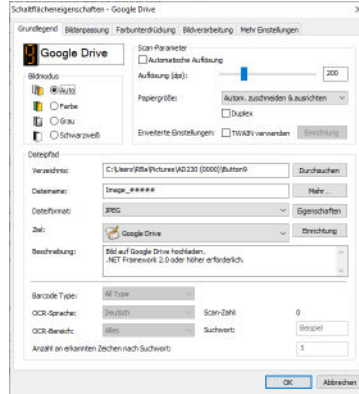 Schaltflächeneigenschaften - Google Drive
Grundlegend Bildanpassung Farbunterdrückung Bildverarbeitung Mehr Einstellungen
Google Drive
Bildmodus
Auto
Farbe
Grau
Schwarzweiß
Scan-Parameter
Automatische Auflösung
Auflösung (dpi): 200
Papiergröße: Autom. zuschneiden & ausrichten
Duplex
Erweiterte Einstellungen: TWAIN verwenden Einrichtung
Dateipfad
Verzeichnis: C:\Users\RBa\Pictures\AD230 (0000)\Button9 Durchsuchen
Dateiname: Image_##### Mehr...
Dateiformat: JPEG Eigenschaften
Ziel: Google Drive Einrichtung
Beschreibung: Bild auf Google Drive hochladen.
.NET Framework 2.0 oder höher erforderlich.
Barcode Type: All Type
OCR-Sprache: Deutsch Scan-Zahl: 0
OCR-Bereich: Alles Suchwort: Beispiel
Anzahl an erkannten Zeichen nach Suchwort: 5
OK Abbrechen